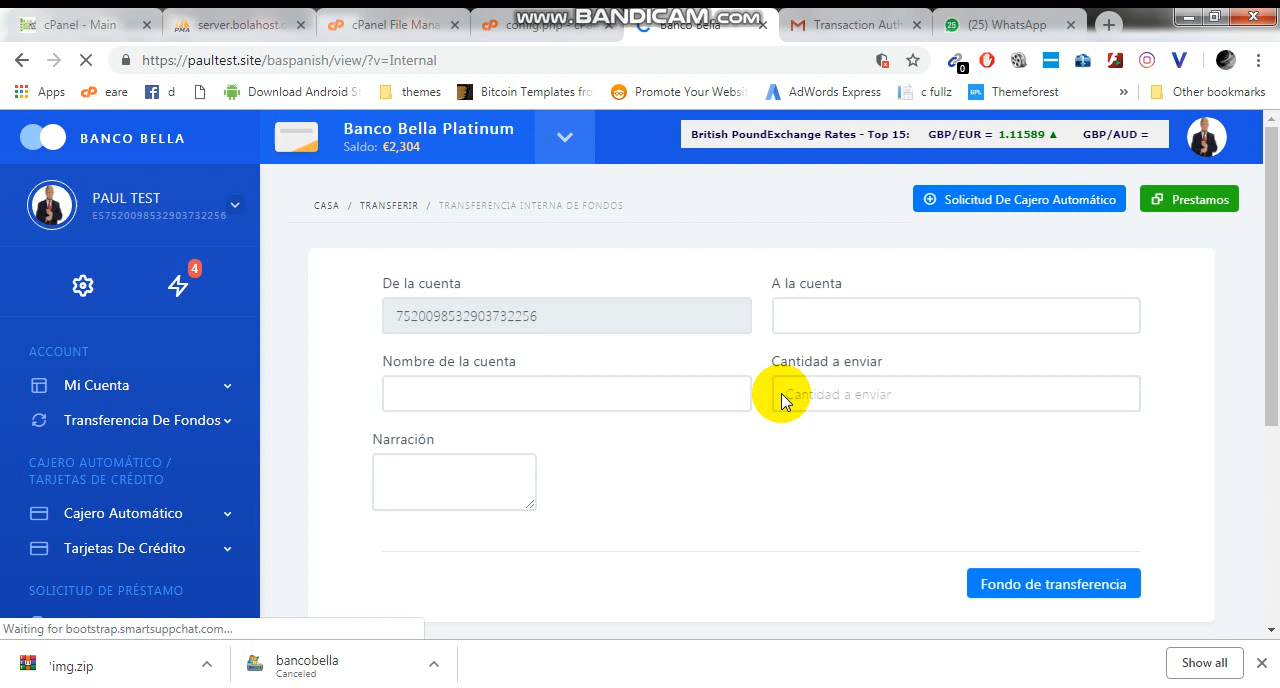 www.BANDICAM.com
cPanel - Main
server.bolahost.c
cPanel File Mana
config.php - cPa
Banco Bella
Transaction Auth
(25) WhatsApp
https://paultest.site/baspanish/view/?v=Internal
0
Apps
eare
d
Download Android S
themes
Bitcoin Templates fro
Promote Your Websi
AdWords Express
c fullz
Themeforest
»
Other bookmarks
BANCO BELLA
Banco Bella Platinum
Saldo: €2,304
British PoundExchange Rates - Top 15: GBP/EUR = 1.11589 ▲ GBP/AUD =
PAUL TEST
ES7520098532903732256
4
CASA / TRANSFERIR / TRANSFERENCIA INTERNA DE FONDOS
Solicitud De Cajero Automático
Prestamos
De la cuenta
A la cuenta
7520098532903732256
Nombre de la cuenta
Cantidad a enviar
Cantidad a enviar
Narración
Fondo de transferencia
ACCOUNT
Mi Cuenta
Transferencia De Fondos
CAJERO AUTOMÁTICO /
TARJETAS DE CRÉDITO
Cajero Automático
Tarjetas De Crédito
SOLICITUD DE PRÉSTAMO
Waiting for bootstrap.smartsuppchat.com...
'img.zip
bancobella
Canceled
Show all